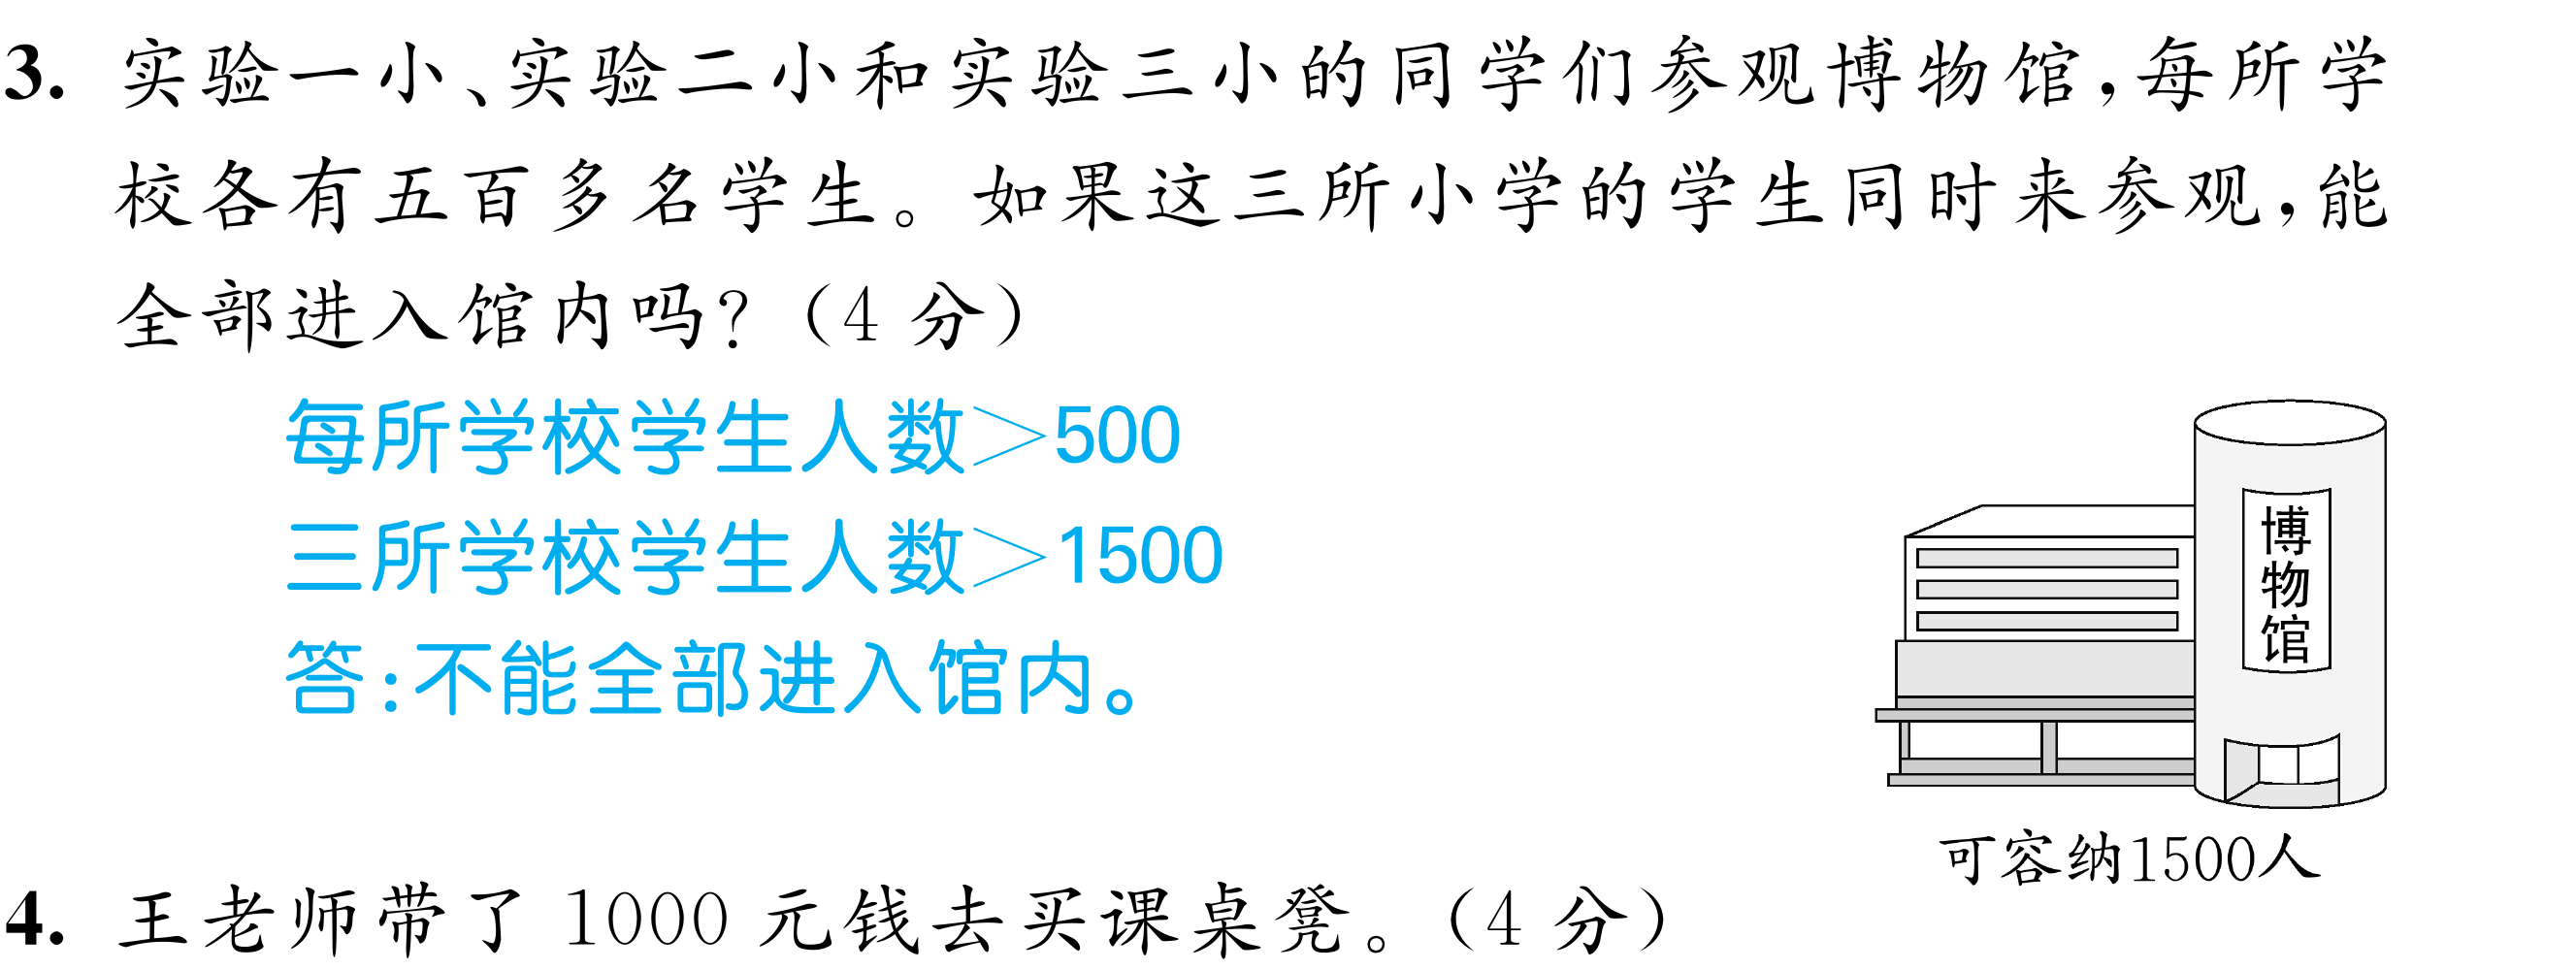 3. 实验一小、实验二小和实验三小的同学们参观博物馆,每所学
校各有五百多名学生。如果这三所小学的学生同时来参观,能
全部进入馆内吗?(4 分)
每所学校学生人数>500
三所学校学生人数>1500
答:不能全部进入馆内。
博物馆
可容纳1500人
4. 王老师带了 1000 元钱去买课桌凳。(4 分)